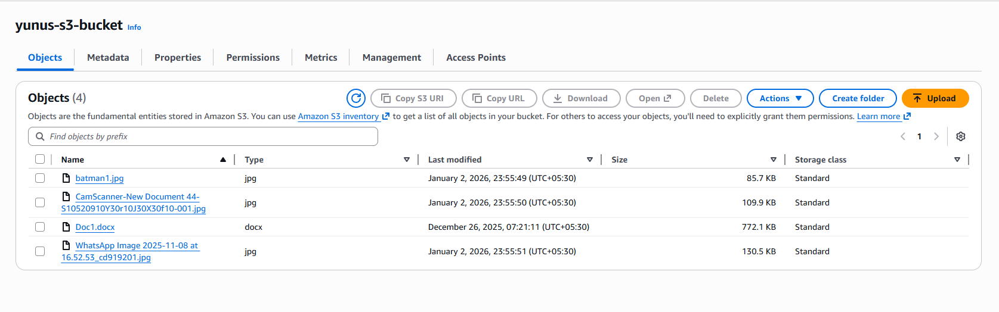 yunus-s3-bucket Info
Objects Metadata Properties Permissions Metrics Management Access Points
Objects (4) Copy S3 URI Copy URL Download Open Delete Actions Create folder Upload
Objects are the fundamental entities stored in Amazon S3. You can use Amazon S3 inventory to get a list of all objects in your bucket. For others to access your objects, you'll need to explicitly grant them permissions. Learn more
Find objects by prefix 1
Name Type Last modified Size Storage class
batman1.jpg jpg January 2, 2026, 23:55:49 (UTC+05:30) 85.7 KB Standard
CamScanner-New Document 44-
S10520910Y30r10J30X30f10-001.jpg jpg January 2, 2026, 23:55:50 (UTC+05:30) 109.9 KB Standard
Doc1.docx docx December 26, 2025, 07:21:11 (UTC+05:30) 772.1 KB Standard
WhatsApp Image 2025-11-08 at
16.52.53_cd919201.jpg jpg January 2, 2026, 23:55:51 (UTC+05:30) 130.5 KB Standard